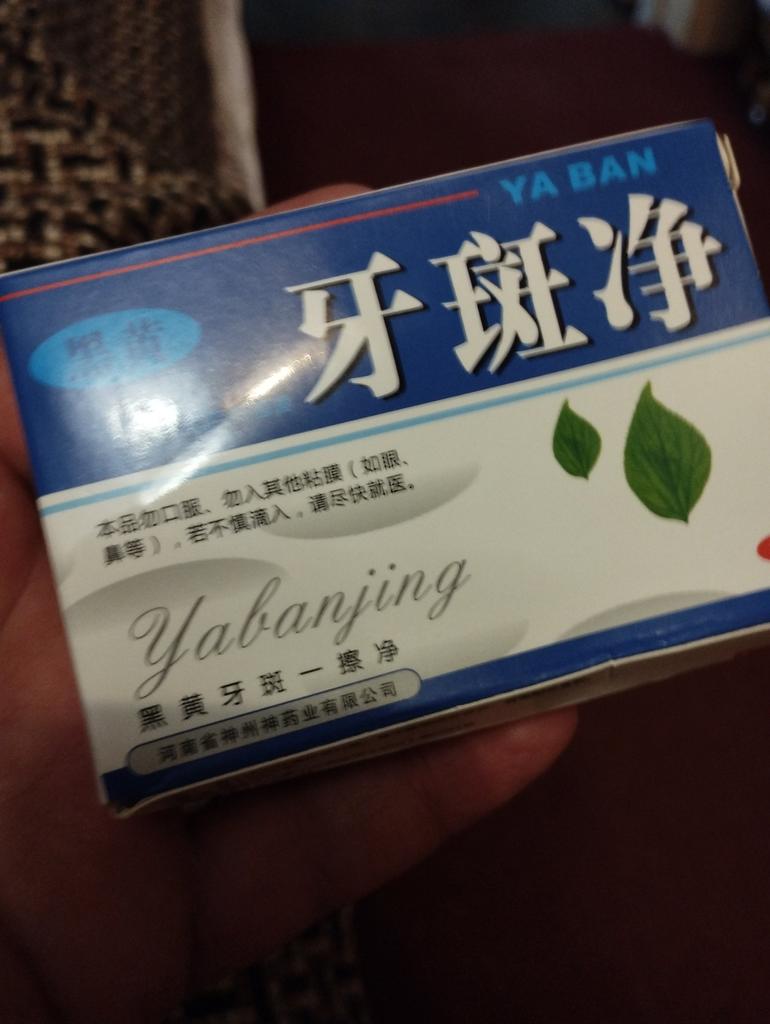 YA BAN
牙斑净
本品勿口服、勿入其他粘膜（如眼、
鼻等），若不慎滴入，请尽快就医。
Yabanjing
黑黄牙斑一擦净
河南省神州神药业有限公司